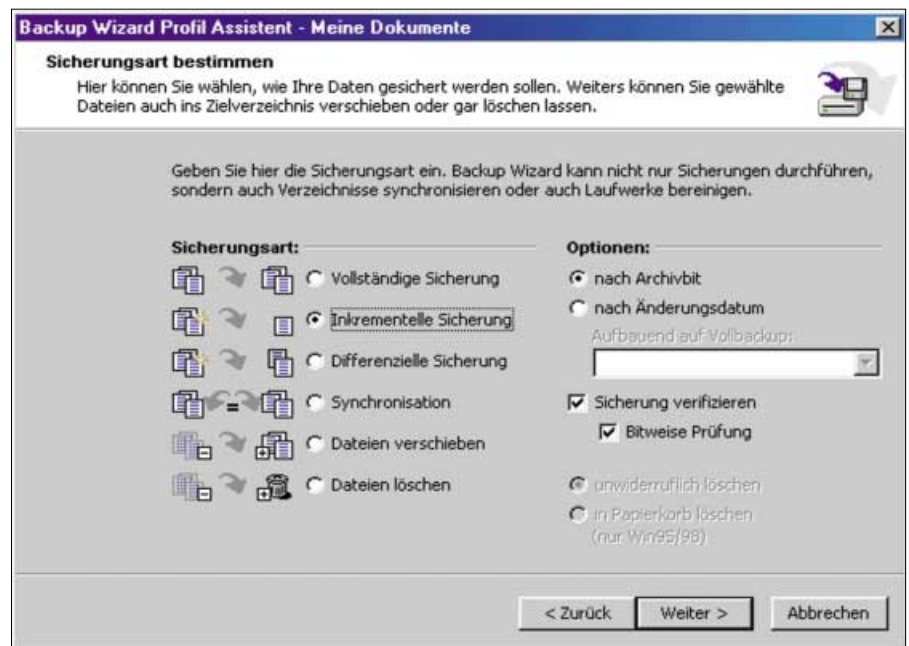 Backup Wizard Profil Assistent - Meine Dokumente
Sicherungsart bestimmen
Hier können Sie wählen, wie Ihre Daten gesichert werden sollen. Weiters können Sie gewählte
Dateien auch ins Zielverzeichnis verschieben oder gar löschen lassen.
Geben Sie hier die Sicherungsart ein. Backup Wizard kann nicht nur Sicherungen durchführen,
sondern auch Verzeichnisse synchronisieren oder auch Laufwerke bereinigen.
Sicherungsart:
Vollständige Sicherung
Inkrementelle Sicherung
Differenzielle Sicherung
Synchronisation
Dateien verschieben
Dateien löschen
Optionen:
nach Archivbit
nach Änderungsdatum
Aufbauend auf Vollbackup:
Sicherung verifizieren
Bitweise Prüfung
unwiderruflich löschen
in Papierkorb löschen
(nur Win95/98)
< Zurück
Weiter >
Abbrechen